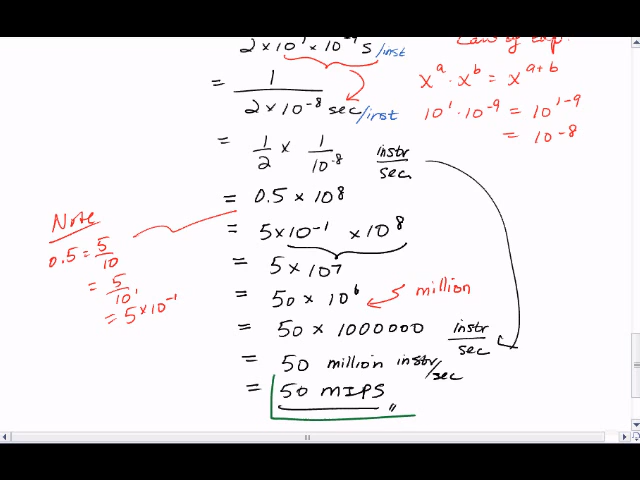 2 × 10¹ × 10⁻⁹ s/inst
= 1
2 × 10⁻⁸ sec/inst
= 1/2 × 1/10⁻⁸ instr/sec
= 0.5 × 10⁸
= 5 × 10⁻¹ × 10⁸
= 5 × 10⁷
= 50 × 10⁶ million
= 50 × 1000000 instr/sec
= 50 million instr/sec
= 50 MIPS
Law of Exp.
xᵃ · xᵇ = xᵃ⁺ᵇ
10¹ · 10⁻⁹ = 10¹⁻⁹
= 10⁻⁸
Note
0.5 = 5/10
= 5/10¹
= 5 × 10⁻¹